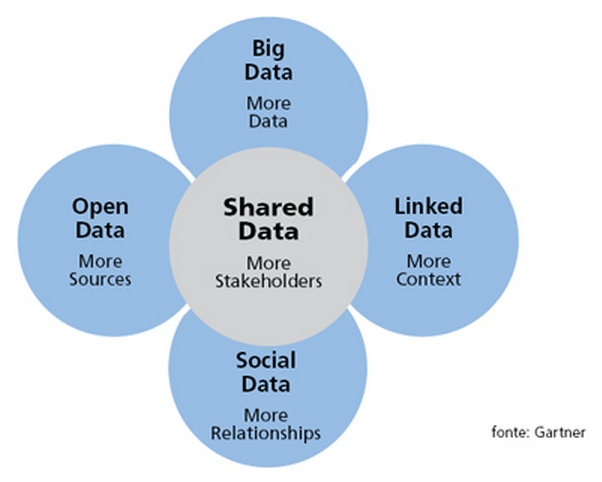 Big
Data
More
Data
Open
Data
More
Sources
Shared
Data
More
Stakeholders
Linked
Data
More
Context
Social
Data
More
Relationships
fonte: Gartner